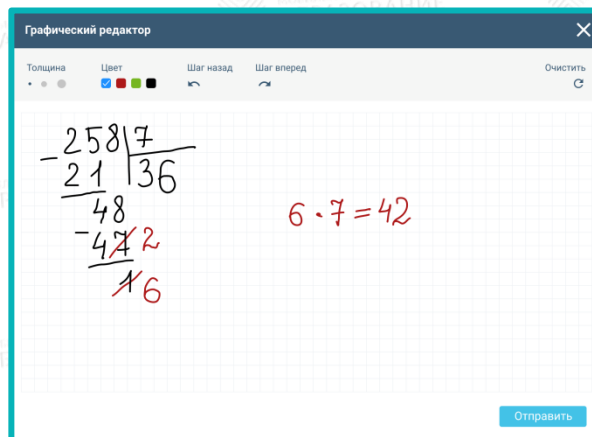 Графический редактор
Толщина Цвет Шаг назад Шаг вперед Очистить
- 258 7
21 36
48 6 · 7 = 42
- 47 2
1 6
Отправить